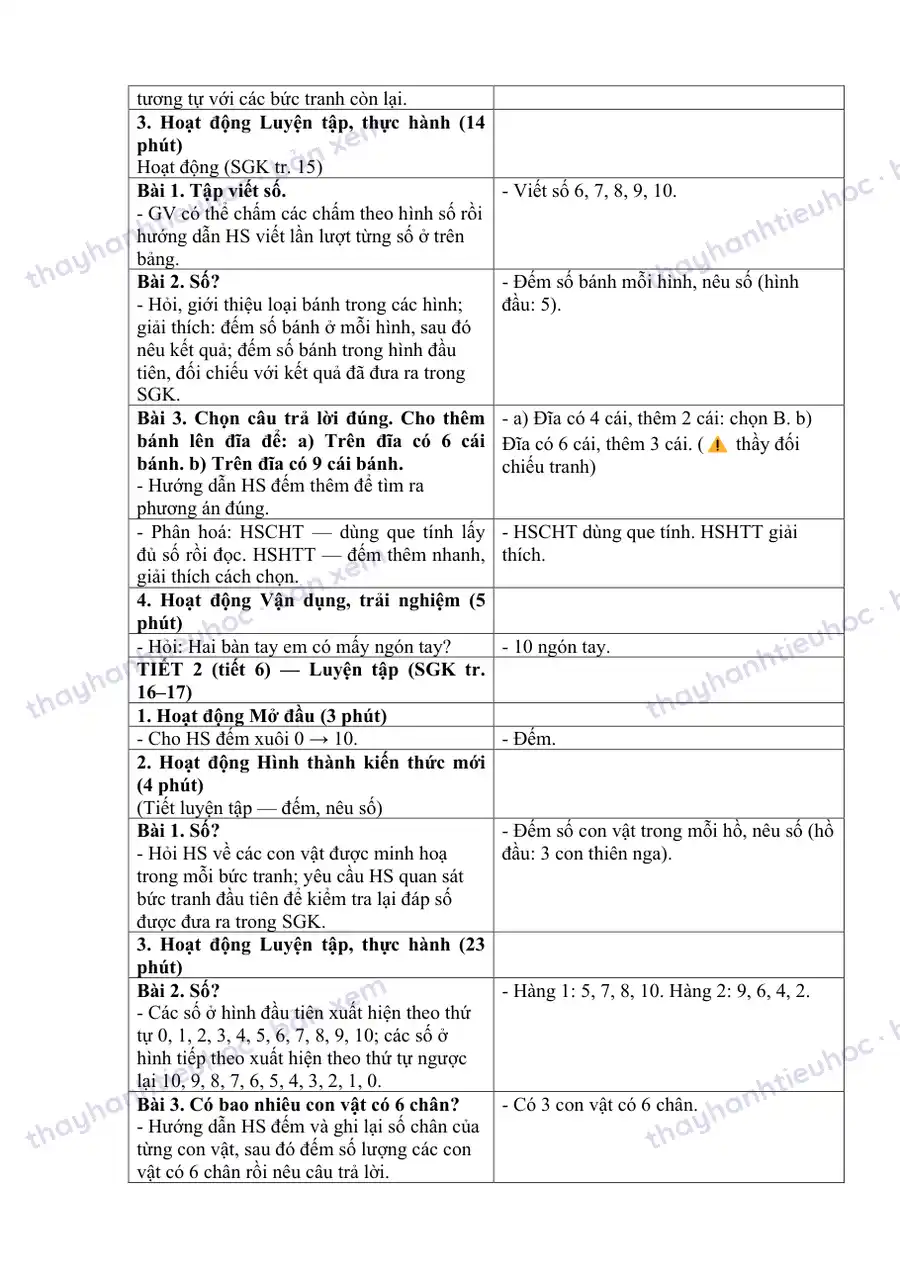 tương tự với các bức tranh còn lại.
3. Hoạt động Luyện tập, thực hành (14
phút)
Hoạt động (SGK tr. 15)
Bài 1. Tập viết số.
- GV có thể chấm các chấm theo hình số rồi
hướng dẫn HS viết lần lượt từng số ở trên
bảng.
- Viết số 6, 7, 8, 9, 10.
Bài 2. Số?
- Hỏi, giới thiệu loại bánh trong các hình;
giải thích: đếm số bánh ở mỗi hình, sau đó
nêu kết quả; đếm số bánh trong hình đầu
tiên, đối chiếu với kết quả đã đưa ra trong
SGK.
- Đếm số bánh mỗi hình, nêu số (hình
đầu: 5).
Bài 3. Chọn câu trả lời đúng. Cho thêm
bánh lên đĩa để: a) Trên đĩa có 6 cái
bánh. b) Trên đĩa có 9 cái bánh.
- Hướng dẫn HS đếm thêm để tìm ra
phương án đúng.
- a) Đĩa có 4 cái, thêm 2 cái: chọn B. b)
Đĩa có 6 cái, thêm 3 cái. (⚠️ thầy đối
chiếu tranh)
- Phân hoá: HSCHT — dùng que tính lấy
đủ số rồi đọc. HSHTT — đếm thêm nhanh,
giải thích cách chọn.
- HSCHT dùng que tính. HSHTT giải
thích.
4. Hoạt động Vận dụng, trải nghiệm (5
phút)
- Hỏi: Hai bàn tay em có mấy ngón tay?
- 10 ngón tay.
TIẾT 2 (tiết 6) — Luyện tập (SGK tr.
16–17)
1. Hoạt động Mở đầu (3 phút)
- Cho HS đếm xuôi 0 → 10.
- Đếm.
2. Hoạt động Hình thành kiến thức mới
(4 phút)
(Tiết luyện tập — đếm, nêu số)
Bài 1. Số?
- Hỏi HS về các con vật được minh hoạ
trong mỗi bức tranh; yêu cầu HS quan sát
bức tranh đầu tiên để kiểm tra lại đáp số
được đưa ra trong SGK.
- Đếm số con vật trong mỗi hồ, nêu số (hồ
đầu: 3 con thiên nga).
3. Hoạt động Luyện tập, thực hành (23
phút)
Bài 2. Số?
- Các số ở hình đầu tiên xuất hiện theo thứ
tự 0, 1, 2, 3, 4, 5, 6, 7, 8, 9, 10; các số ở
hình tiếp theo xuất hiện theo thứ tự ngược
lại 10, 9, 8, 7, 6, 5, 4, 3, 2, 1, 0.
- Hàng 1: 5, 7, 8, 10. Hàng 2: 9, 6, 4, 2.
Bài 3. Có bao nhiêu con vật có 6 chân?
- Hướng dẫn HS đếm và ghi lại số chân của
từng con vật, sau đó đếm số lượng các con
vật có 6 chân rồi nêu câu trả lời.
- Có 3 con vật có 6 chân.
thayhanhtieuhoc · bản xem
thayhanhtieuhoc · b
thayhanhtieuhoc · bản xem
thayhanhtieuhoc · b
thayhanhtieuhoc · bản xem
thayhanhtieuhoc · b